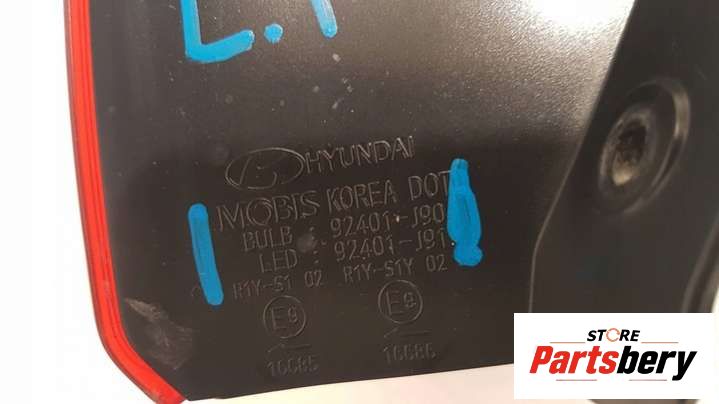 L.T
HYUNDAI
MOBIS KOREA DOT
BULB : 92401-J90
LED : 92401-J91
R1Y-S1 02 R1Y-S1Y 02
E9 E9
16685 16686
STORE
Partsbery